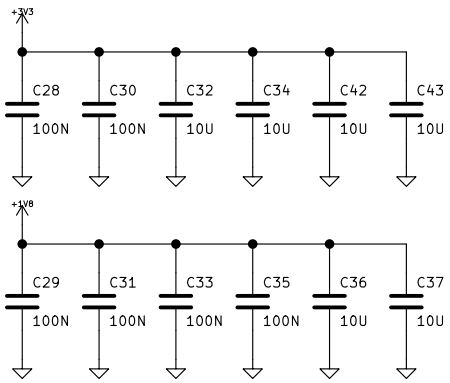 +3V3
C28 C30 C32 C34 C42 C43
100N 100N 10U 10U 10U 10U
+1V8
C29 C31 C33 C35 C36 C37
100N 100N 100N 100N 10U 10U